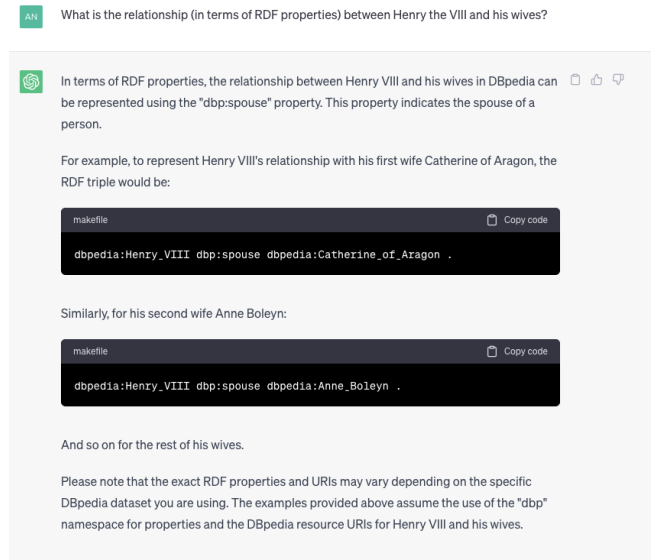 AN
What is the relationship (in terms of RDF properties) between Henry the VIII and his wives?
In terms of RDF properties, the relationship between Henry VIII and his wives in DBpedia can
be represented using the "dbp:spouse" property. This property indicates the spouse of a
person.
For example, to represent Henry VIII's relationship with his first wife Catherine of Aragon, the
RDF triple would be:
makefile Copy code
dbpedia:Henry_VIII dbp:spouse dbpedia:Catherine_of_Aragon .
Similarly, for his second wife Anne Boleyn:
makefile Copy code
dbpedia:Henry_VIII dbp:spouse dbpedia:Anne_Boleyn .
And so on for the rest of his wives.
Please note that the exact RDF properties and URIs may vary depending on the specific
DBpedia dataset you are using. The examples provided above assume the use of the "dbp"
namespace for properties and the DBpedia resource URIs for Henry VIII and his wives.